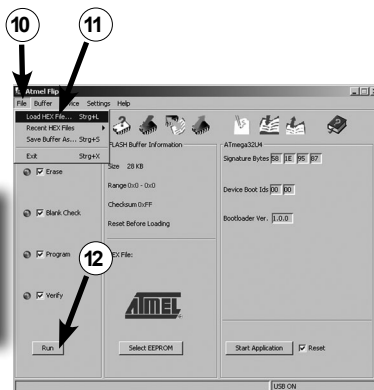 10 11
Atmel Flip
File Buffer Device Settings Help
Load HEX File... Strg+L
Recent HEX Files
Save Buffer As... Strg+S
Exit Strg+X
FLASH Buffer Information
Size 28 KB
Range 0x0 - 0x0
Checksum 0xFF
Reset Before Loading
HEX File:
ATmega32U4
Signature Bytes 58 1E 95 87
Device Boot Ids 00 00
Bootloader Ver. 1.0.0
Erase
Blank Check
Program
Verify
12
ATMEL
Run
Select EEPROM
Start Application Reset
USB ON